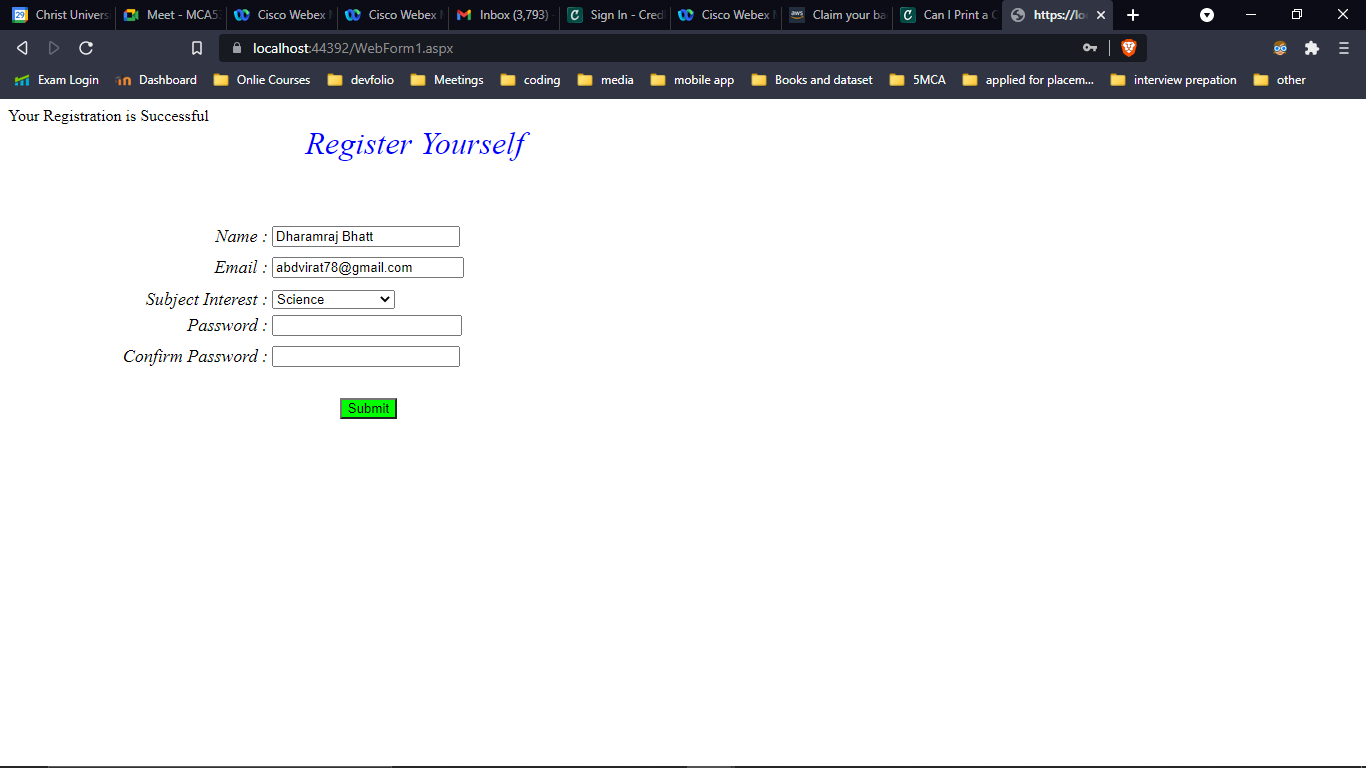 Christ Univers
Meet - MCA53
Cisco Webex M
Cisco Webex M
Inbox (3,793) -
Sign In - Cred
Cisco Webex M
Claim your ba
Can I Print a C
https://lo
localhost:44392/WebForm1.aspx
Exam Login
Dashboard
Onlie Courses
devfolio
Meetings
coding
media
mobile app
Books and dataset
5MCA
applied for placem...
interview prepation
other
Your Registration is Successful
Register Yourself
Name : Dharamraj Bhatt
Email : abdvirat78@gmail.com
Subject Interest : Science
Password :
Confirm Password :
Submit